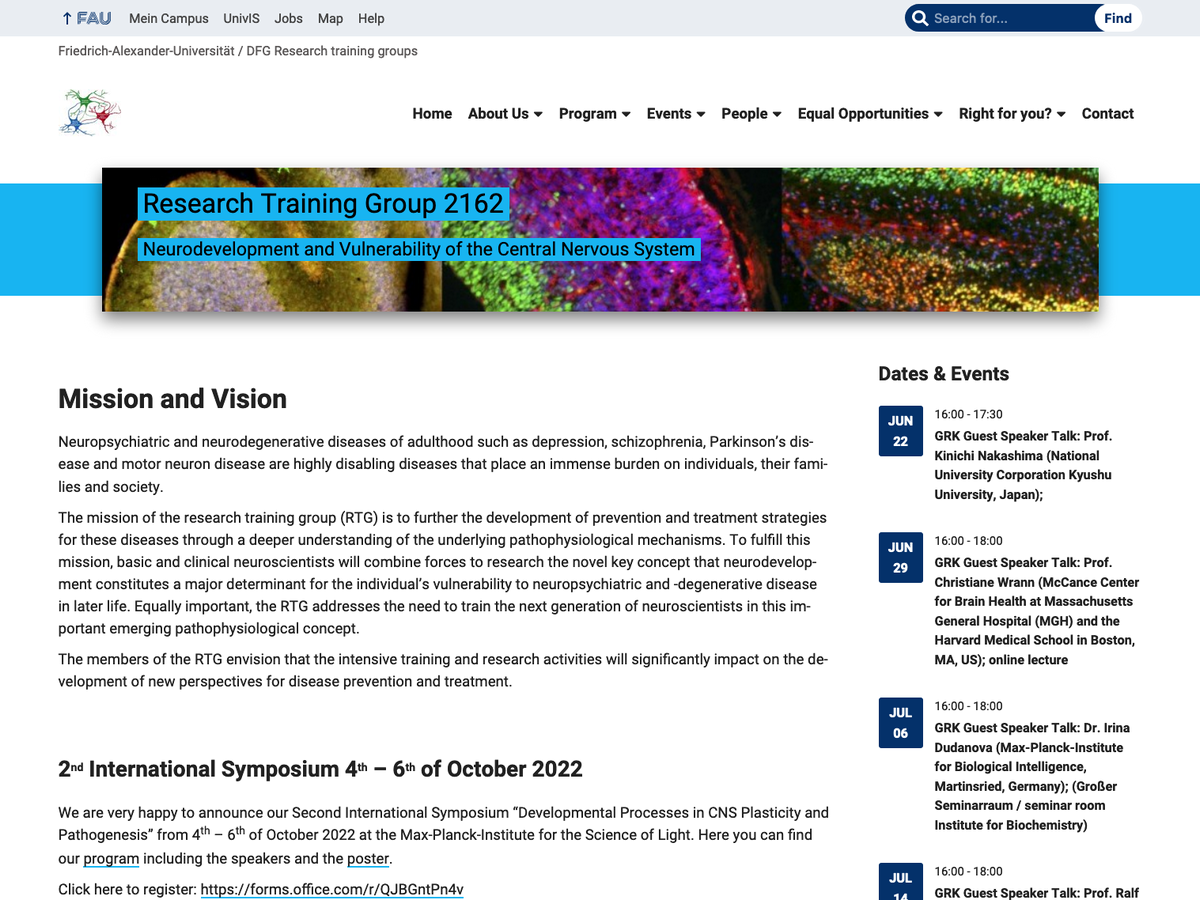 ↑ FAU Mein Campus UnivIS Jobs Map Help Search for... Find
Friedrich-Alexander-Universität / DFG Research training groups
Home About Us Program Events People Equal Opportunities Right for you? Contact
Research Training Group 2162
Neurodevelopment and Vulnerability of the Central Nervous System
Mission and Vision
Neuropsychiatric and neurodegenerative diseases of adulthood such as depression, schizophrenia, Parkinson's dis-
ease and motor neuron disease are highly disabling diseases that place an immense burden on individuals, their fami-
lies and society.
The mission of the research training group (RTG) is to further the development of prevention and treatment strategies
for these diseases through a deeper understanding of the underlying pathophysiological mechanisms. To fulfill this
mission, basic and clinical neuroscientists will combine forces to research the novel key concept that neurodevelop-
ment constitutes a major determinant for the individual's vulnerability to neuropsychiatric and -degenerative disease
in later life. Equally important, the RTG addresses the need to train the next generation of neuroscientists in this im-
portant emerging pathophysiological concept.
The members of the RTG envision that the intensive training and research activities will significantly impact on the de-
velopment of new perspectives for disease prevention and treatment.
2nd International Symposium 4th – 6th of October 2022
We are very happy to announce our Second International Symposium “Developmental Processes in CNS Plasticity and
Pathogenesis” from 4th – 6th of October 2022 at the Max-Planck-Institute for the Science of Light. Here you can find
our program including the speakers and the poster.
Click here to register: https://forms.office.com/r/QJBGntPn4v
Dates & Events
JUN
22
16:00 - 17:30
GRK Guest Speaker Talk: Prof.
Kinichi Nakashima (National
University Corporation Kyushu
University, Japan);
JUN
29
16:00 - 18:00
GRK Guest Speaker Talk: Prof.
Christiane Wrann (McCance Center
for Brain Health at Massachusetts
General Hospital (MGH) and the
Harvard Medical School in Boston,
MA, US); online lecture
JUL
06
16:00 - 18:00
GRK Guest Speaker Talk: Dr. Irina
Dudanova (Max-Planck-Institute
for Biological Intelligence,
Martinsried, Germany); (Großer
Seminarraum / seminar room
Institute for Biochemistry)
JUL
14
16:00 - 18:00
GRK Guest Speaker Talk: Prof. Ralf